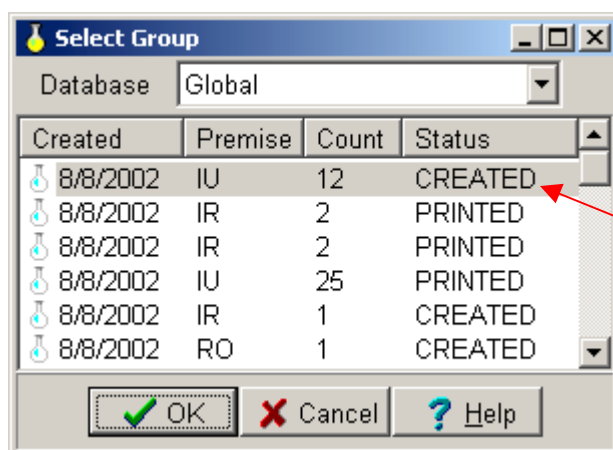 Select Group
Database Global
Created Premise Count Status
8/8/2002 IU 12 CREATED
8/8/2002 IR 2 PRINTED
8/8/2002 IR 2 PRINTED
8/8/2002 IU 25 PRINTED
8/8/2002 IR 1 CREATED
8/8/2002 RO 1 CREATED
OK Cancel Help